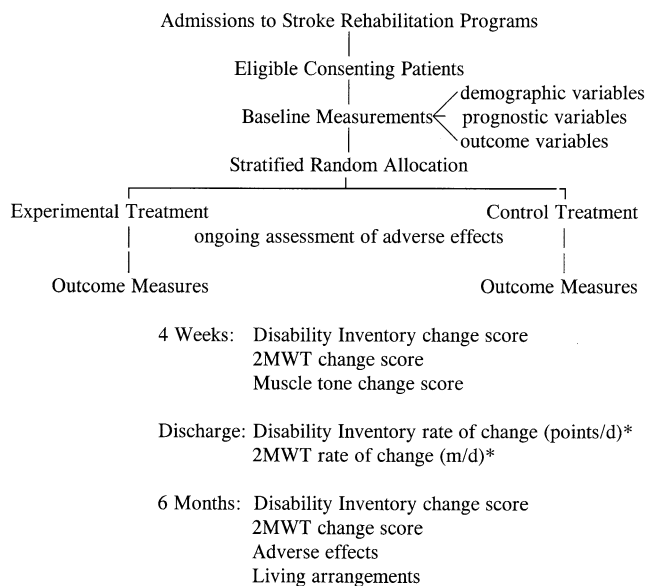 Admissions to Stroke Rehabilitation Programs
Eligible Consenting Patients
Baseline Measurements
demographic variables
prognostic variables
outcome variables
Stratified Random Allocation
Experimental Treatment
Control Treatment
ongoing assessment of adverse effects
Outcome Measures
Outcome Measures
4 Weeks: Disability Inventory change score
2MWT change score
Muscle tone change score
Discharge: Disability Inventory rate of change (points/d)*
2MWT rate of change (m/d)*
6 Months: Disability Inventory change score
2MWT change score
Adverse effects
Living arrangements